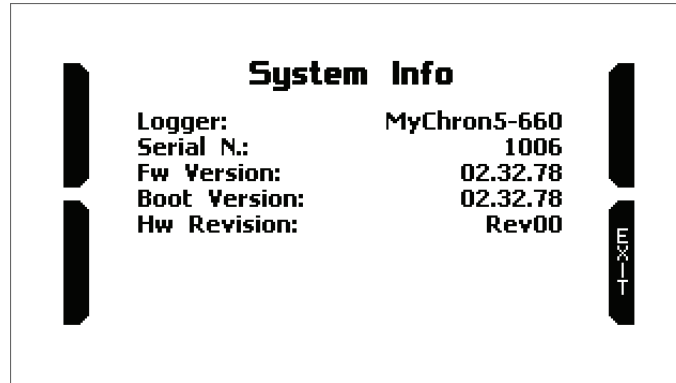 System Info
Logger: MyChron5-660
Serial N.: 1006
Fw Version: 02.32.78
Boot Version: 02.32.78
Hw Revision: Rev00
EXIT